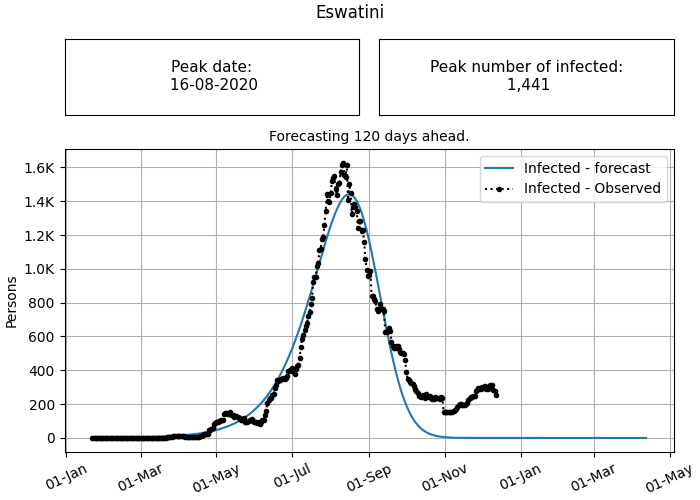 Eswatini
Peak date:
16-08-2020
Peak number of infected:
1,441
Forecasting 120 days ahead.
Infected - forecast
Infected - Observed
Persons
1.6K
1.4K
1.2K
1.0K
800
600
400
200
0
01-Jan
01-Mar
01-May
01-Jul
01-Sep
01-Nov
01-Jan
01-Mar
01-May